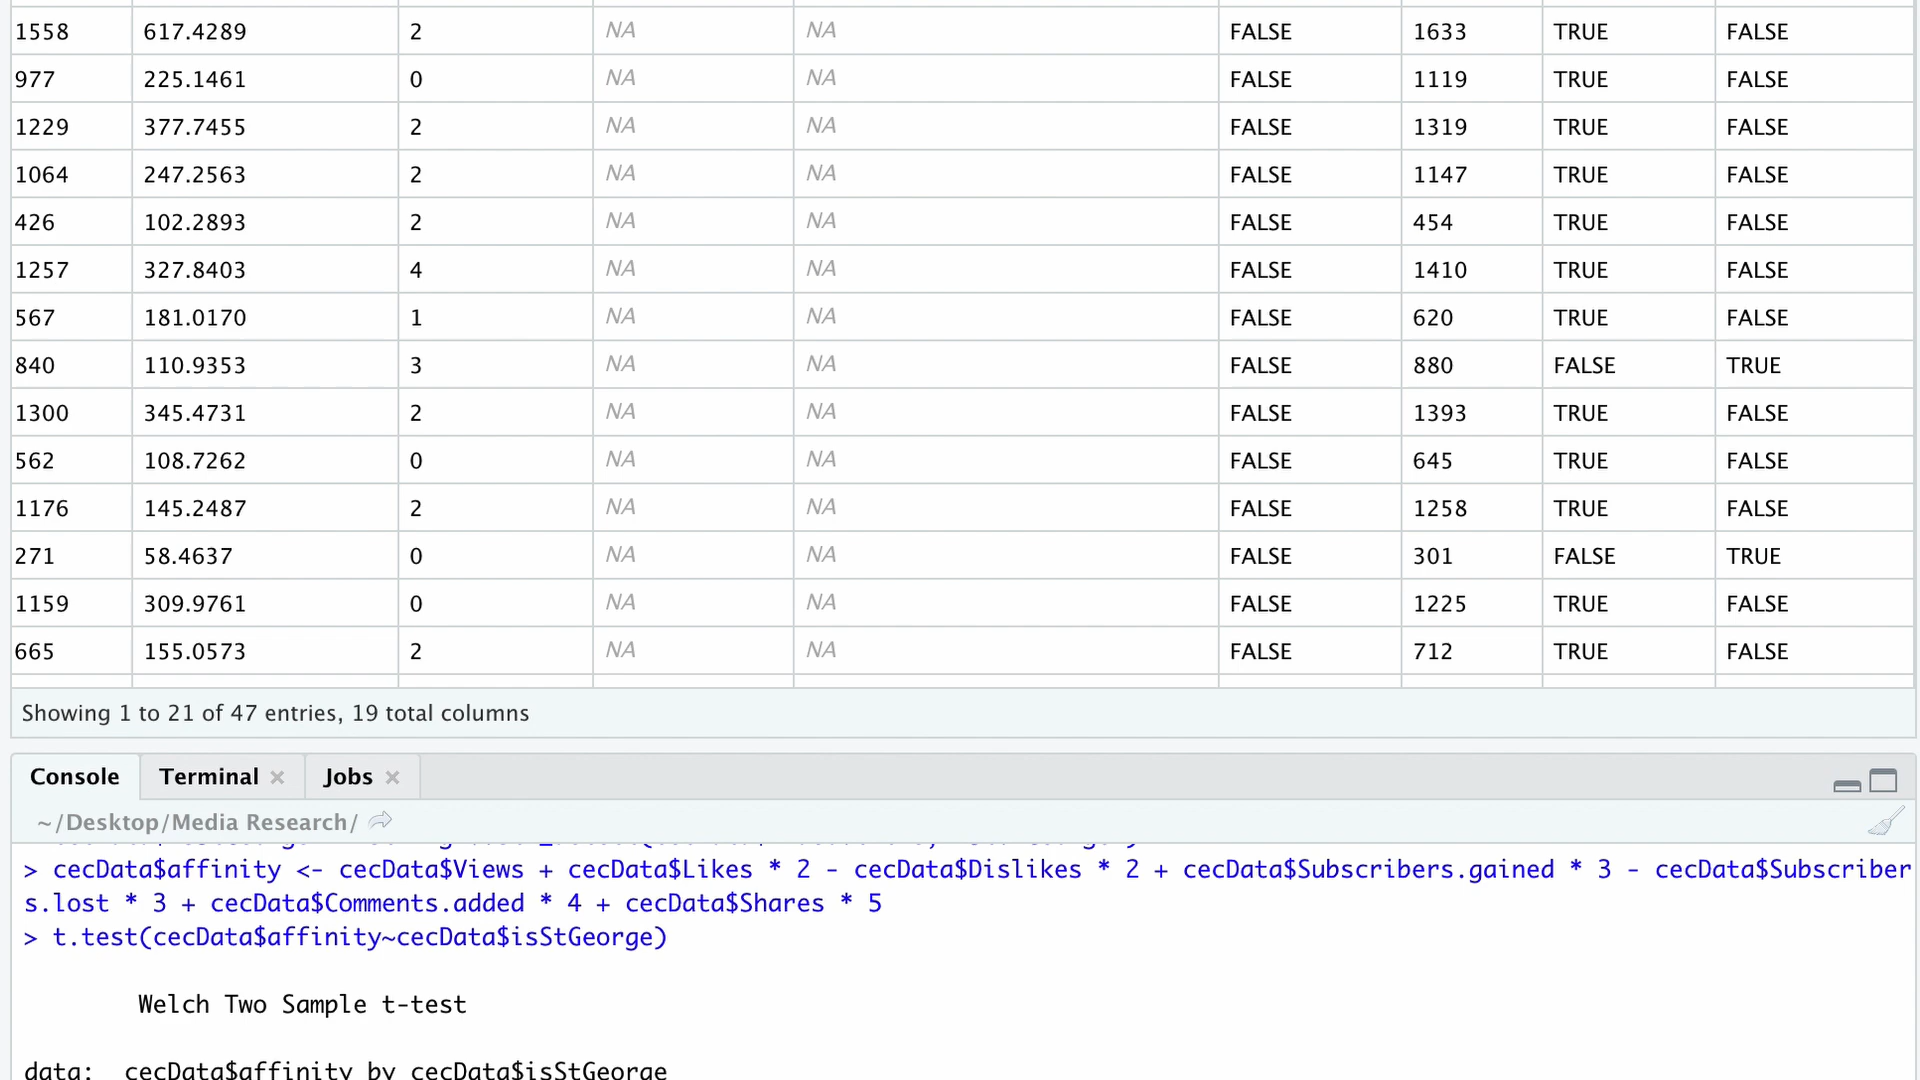 1558 617.4289 2 NA NA FALSE 1633 TRUE FALSE
977 225.1461 0 NA NA FALSE 1119 TRUE FALSE
1229 377.7455 2 NA NA FALSE 1319 TRUE FALSE
1064 247.2563 2 NA NA FALSE 1147 TRUE FALSE
426 102.2893 2 NA NA FALSE 454 TRUE FALSE
1257 327.8403 4 NA NA FALSE 1410 TRUE FALSE
567 181.0170 1 NA NA FALSE 620 TRUE FALSE
840 110.9353 3 NA NA FALSE 880 FALSE TRUE
1300 345.4731 2 NA NA FALSE 1393 TRUE FALSE
562 108.7262 0 NA NA FALSE 645 TRUE FALSE
1176 145.2487 2 NA NA FALSE 1258 TRUE FALSE
271 58.4637 0 NA NA FALSE 301 FALSE TRUE
1159 309.9761 0 NA NA FALSE 1225 TRUE FALSE
665 155.0573 2 NA NA FALSE 712 TRUE FALSE
Showing 1 to 21 of 47 entries, 19 total columns
Console Terminal × Jobs ×
~/Desktop/Media Research/
> cecData$affinity <- cecData$Views + cecData$Likes * 2 - cecData$Dislikes * 2 + cecData$Subscribers.gained * 3 - cecData$Subscriber
s.lost * 3 + cecData$Comments.added * 4 + cecData$Shares * 5
> t.test(cecData$affinity~cecData$isStGeorge)
Welch Two Sample t-test
data: cecData$affinity by cecData$isStGeorge